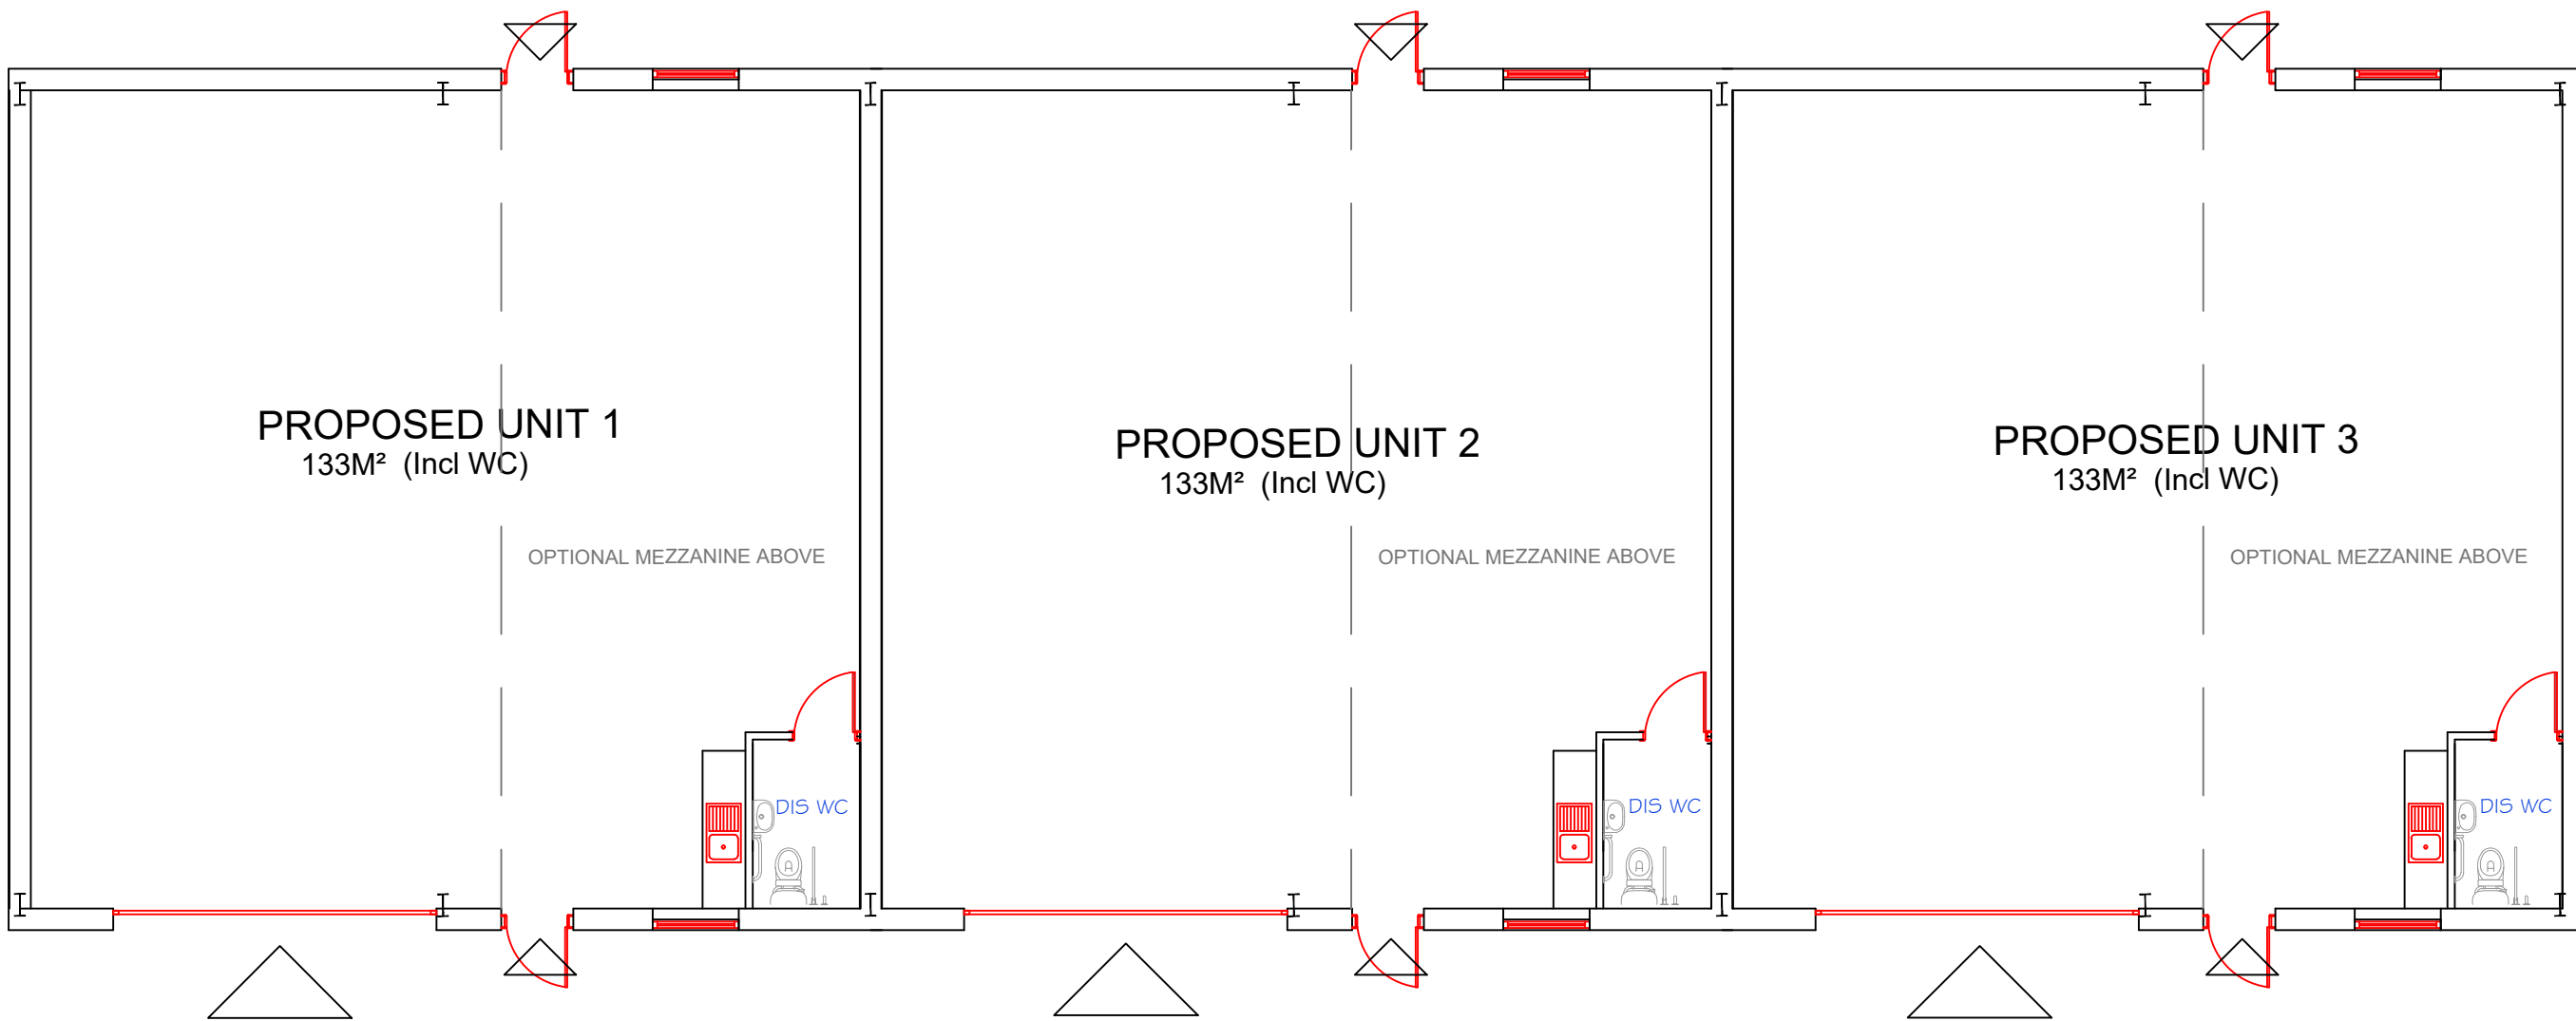 PROPOSED UNIT 1
133M² (Incl WC)
OPTIONAL MEZZANINE ABOVE
DIS WC
PROPOSED UNIT 2
133M² (Incl WC)
OPTIONAL MEZZANINE ABOVE
DIS WC
PROPOSED UNIT 3
133M² (Incl WC)
OPTIONAL MEZZANINE ABOVE
DIS WC